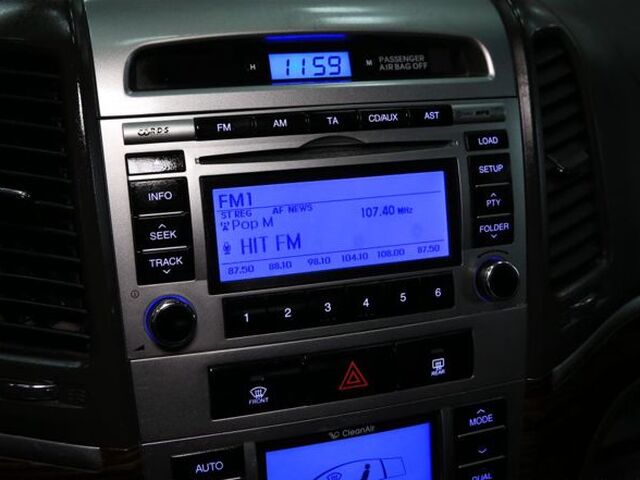 H 11:59 M PASSENGER
AIR BAG OFF
RDS FM AM TA CD/AUX AST
LOAD
INFO
SEEK
TRACK
FM1
ST REG AF NEWS
Pop M 107.40 MHz
HIT FM
87.50 88.10 98.10 104.10 108.00 87.50
SETUP
PTY
FOLDER
1 2 3 4 5 6
FRONT
REAR
CleanAir
AUTO
MODE
DUAL